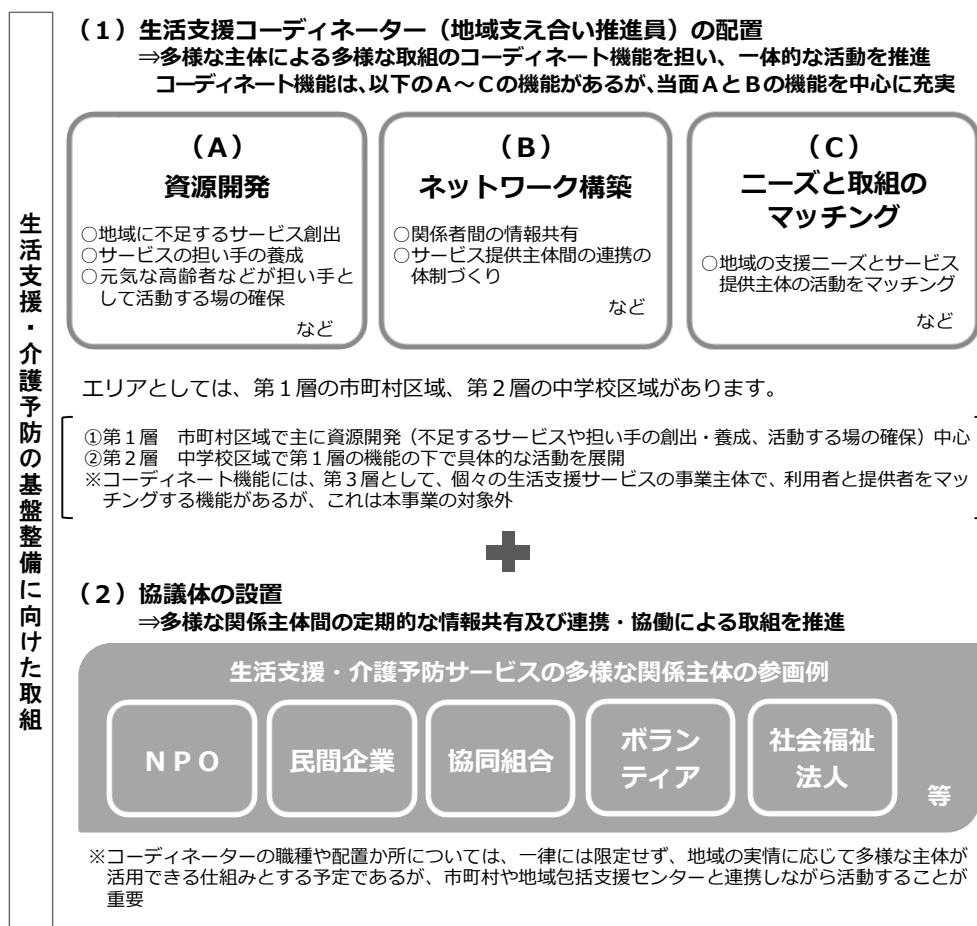 生活支援・介護予防の基盤整備に向けた取組
（１）生活支援コーディネーター（地域支え合い推進員）の配置
⇒多様な主体による多様な取組のコーディネート機能を担い、一体的な活動を推進
コーディネート機能は、以下のＡ～Ｃの機能があるが、当面ＡとＢの機能を中心に充実
（Ａ）
資源開発
○地域に不足するサービス創出
○サービスの担い手の養成
○元気な高齢者などが担い手と
して活動する場の確保
など
（Ｂ）
ネットワーク構築
○関係者間の情報共有
○サービス提供主体間の連携の
体制づくり
など
（Ｃ）
ニーズと取組の
マッチング
○地域の支援ニーズとサービス
提供主体の活動をマッチング
など
エリアとしては、第１層の市町村区域、第２層の中学校区域があります。
①第１層　市町村区域で主に資源開発（不足するサービスや担い手の創出・養成、活動する場の確保）中心
②第２層　中学校区域で第１層の機能の下で具体的な活動を展開
※コーディネート機能には、第３層として、個々の生活支援サービスの事業主体で、利用者と提供者をマッ
チングする機能があるが、これは本事業の対象外
（２）協議体の設置
⇒多様な関係主体間の定期的な情報共有及び連携・協働による取組を推進
生活支援・介護予防サービスの多様な関係主体の参画例
ＮＰＯ
民間企業
協同組合
ボラン
ティア
社会福祉
法人
等
※コーディネーターの職種や配置か所については、一律には限定せず、地域の実情に応じて多様な主体が
活用できる仕組みとする予定であるが、市町村や地域包括支援センターと連携しながら活動することが
重要